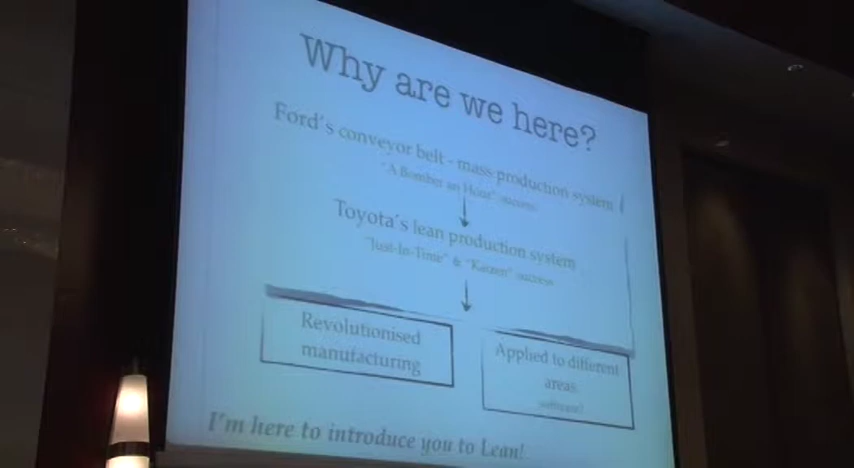 Why are we here?
Ford's conveyor belt - mass production system
"A Bomber an Hour" success
Toyota's lean production system
"Just-In-Time" & "Kaizen" success
Revolutionised
manufacturing
Applied to different
areas
software?
I'm here to introduce you to Lean!